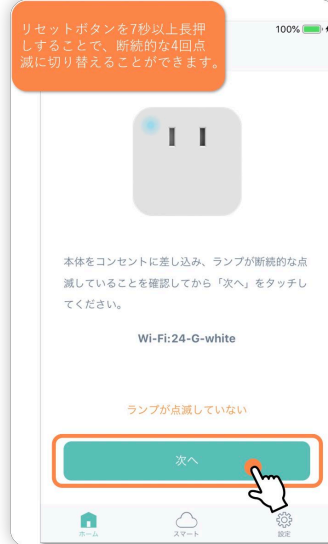 リセットボタンを7秒以上長押
しすることで、断続的な4回点
滅に切り替えることができます。
100%
本体をコンセントに差し込み、ランプが断続的な点
滅していることを確認してから「次へ」をタッチし
てください。
Wi-Fi:24-G-white
ランプが点滅していない
次へ
ホーム
スマート
設定